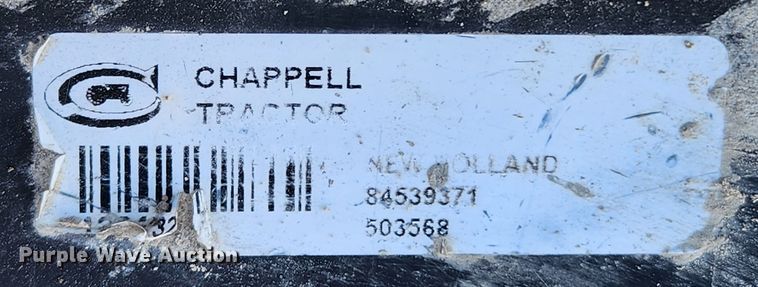 CHAPPELL
TRACTOR
NEW HOLLAND
84539371
503568
Purple Wave Auction